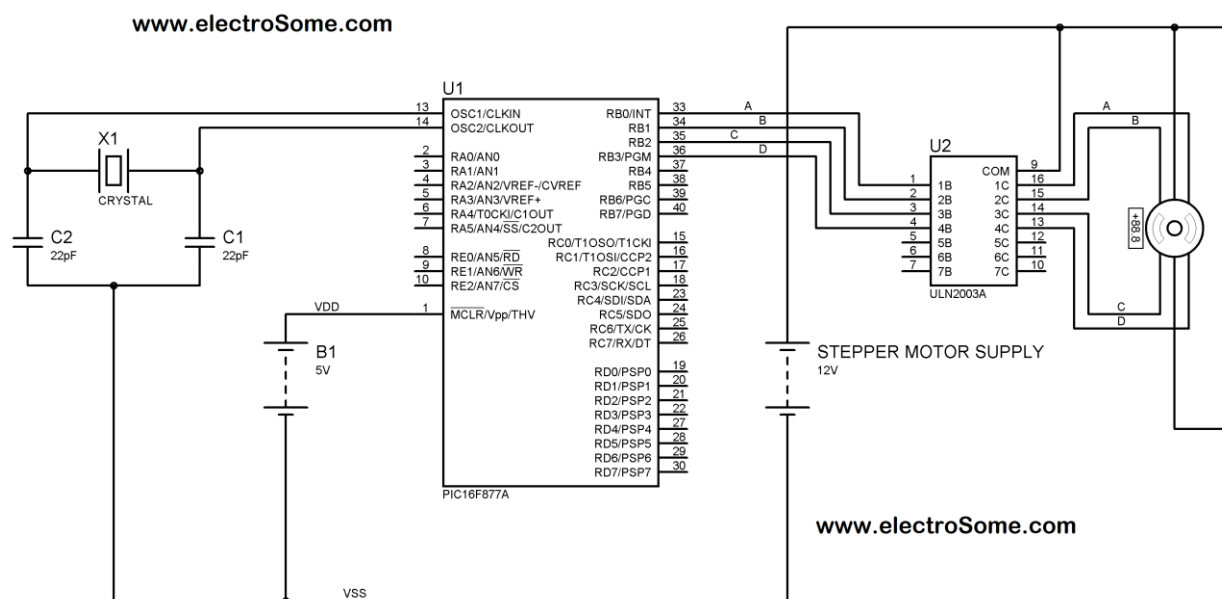 www.electroSome.com
X1
CRYSTAL
C2
22pF
C1
22pF
U1
13 OSC1/CLKIN
14 OSC2/CLKOUT
2 RA0/AN0
3 RA1/AN1
4 RA2/AN2/VREF-/CVREF
5 RA3/AN3/VREF+
6 RA4/T0CKI/C1OUT
7 RA5/AN4/SS/C2OUT
8 RE0/AN5/RD
9 RE1/AN6/WR
10 RE2/AN7/CS
1 MCLR/Vpp/THV
RB0/INT 33
RB1 34
RB2 35
RB3/PGM 36
RB4 37
RB5 38
RB6/PGC 39
RB7/PGD 40
RC0/T1OSO/T1CKI 15
RC1/T1OSI/CCP2 16
RC2/CCP1 17
RC3/SCK/SCL 18
RC4/SDI/SDA 23
RC5/SDO 24
RC6/TX/CK 25
RC7/RX/DT 26
RD0/PSP0 19
RD1/PSP1 20
RD2/PSP2 21
RD3/PSP3 22
RD4/PSP4 27
RD5/PSP5 28
RD6/PSP6 29
RD7/PSP7 30
PIC16F877A
VDD
B1
5V
VSS
A
B
C
D
U2
1 1B
2 2B
3 3B
4 4B
5 5B
6 6B
7 7B
COM 9
1C 16
2C 15
3C 14
4C 13
5C 12
6C 11
7C 10
ULN2003A
A
B
+88.8
C
D
STEPPER MOTOR SUPPLY
12V
www.electroSome.com